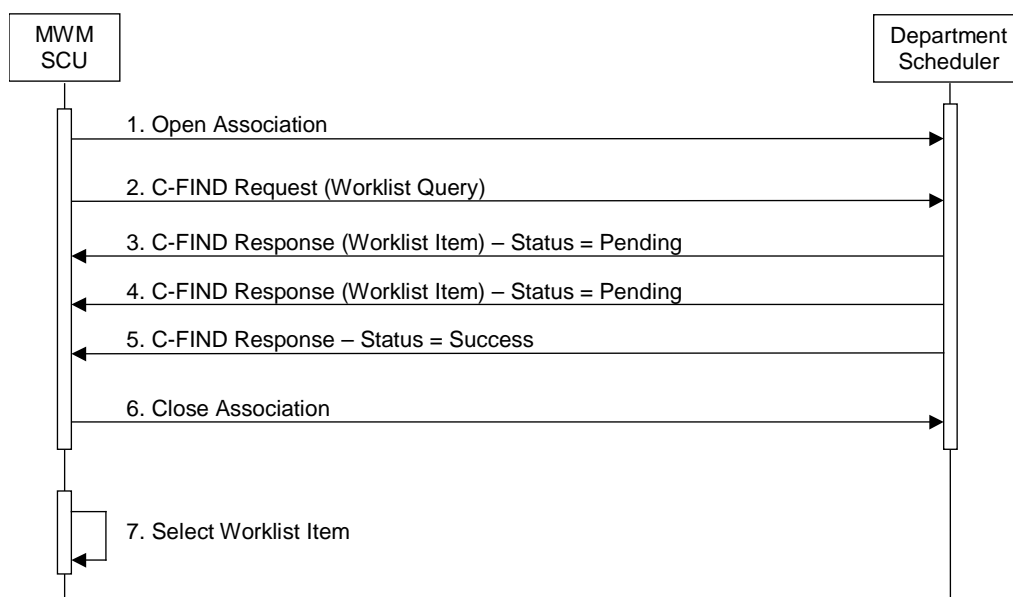 MWM
SCU
Department
Scheduler
1. Open Association
2. C-FIND Request (Worklist Query)
3. C-FIND Response (Worklist Item) – Status = Pending
4. C-FIND Response (Worklist Item) – Status = Pending
5. C-FIND Response – Status = Success
6. Close Association
7. Select Worklist Item